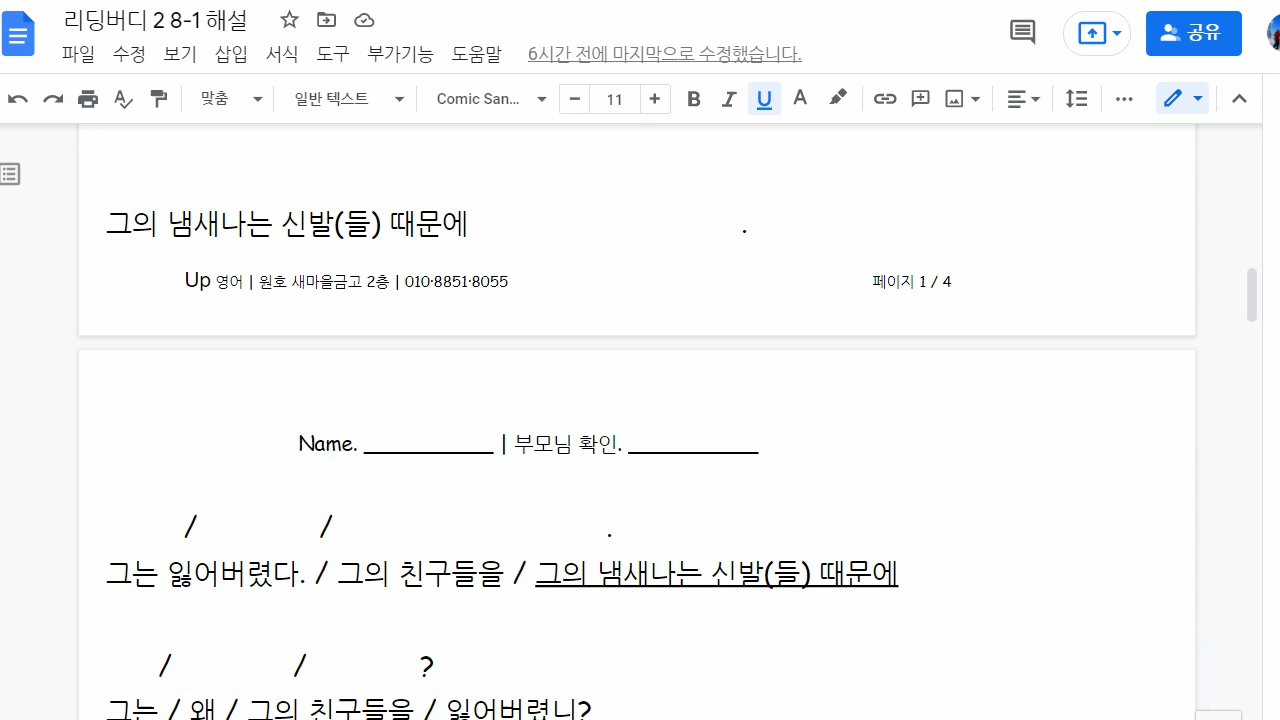 리딩버디 2 8-1 해설
파일 수정 보기 삽입 서식 도구 부가기능 도움말 6시간 전에 마지막으로 수정했습니다.
공유
맞춤 일반 텍스트 Comic San... − 11 + B I U A ...
그의 냄새나는 신발(들) 때문에 .
Up 영어 | 원호 새마을금고 2층 | 010·8851·8055 페이지 1 / 4
Name. __________ | 부모님 확인. __________
/ / .
그는 잃어버렸다. / 그의 친구들을 / 그의 냄새나는 신발(들) 때문에
/ / ?
그는 / 왜 / 그의 친구들을 / 잃어버렸니?